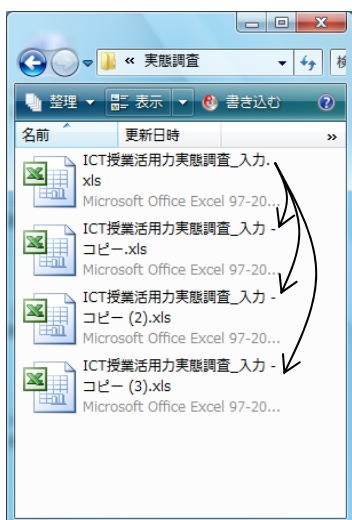 « 実態調査
検
整理 表示 書き込む
名前 更新日時 »
ICT授業活用力実態調査_入力.
xls
Microsoft Office Excel 97-20...
ICT授業活用力実態調査_入力 -
コピー.xls
Microsoft Office Excel 97-20...
ICT授業活用力実態調査_入力 -
コピー (2).xls
Microsoft Office Excel 97-20...
ICT授業活用力実態調査_入力 -
コピー (3).xls
Microsoft Office Excel 97-20...